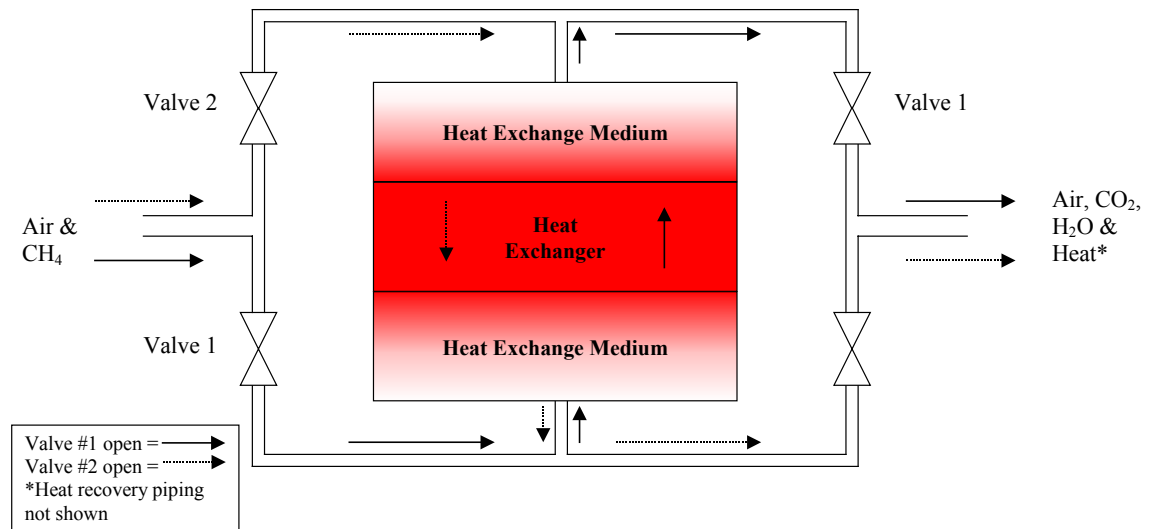 Valve 2
Valve 1
Heat Exchange Medium
Air &
CH₄
Heat
Exchanger
Air, CO₂,
H₂O &
Heat*
Valve 1
Heat Exchange Medium
Valve #1 open =
Valve #2 open =
*Heat recovery piping
not shown